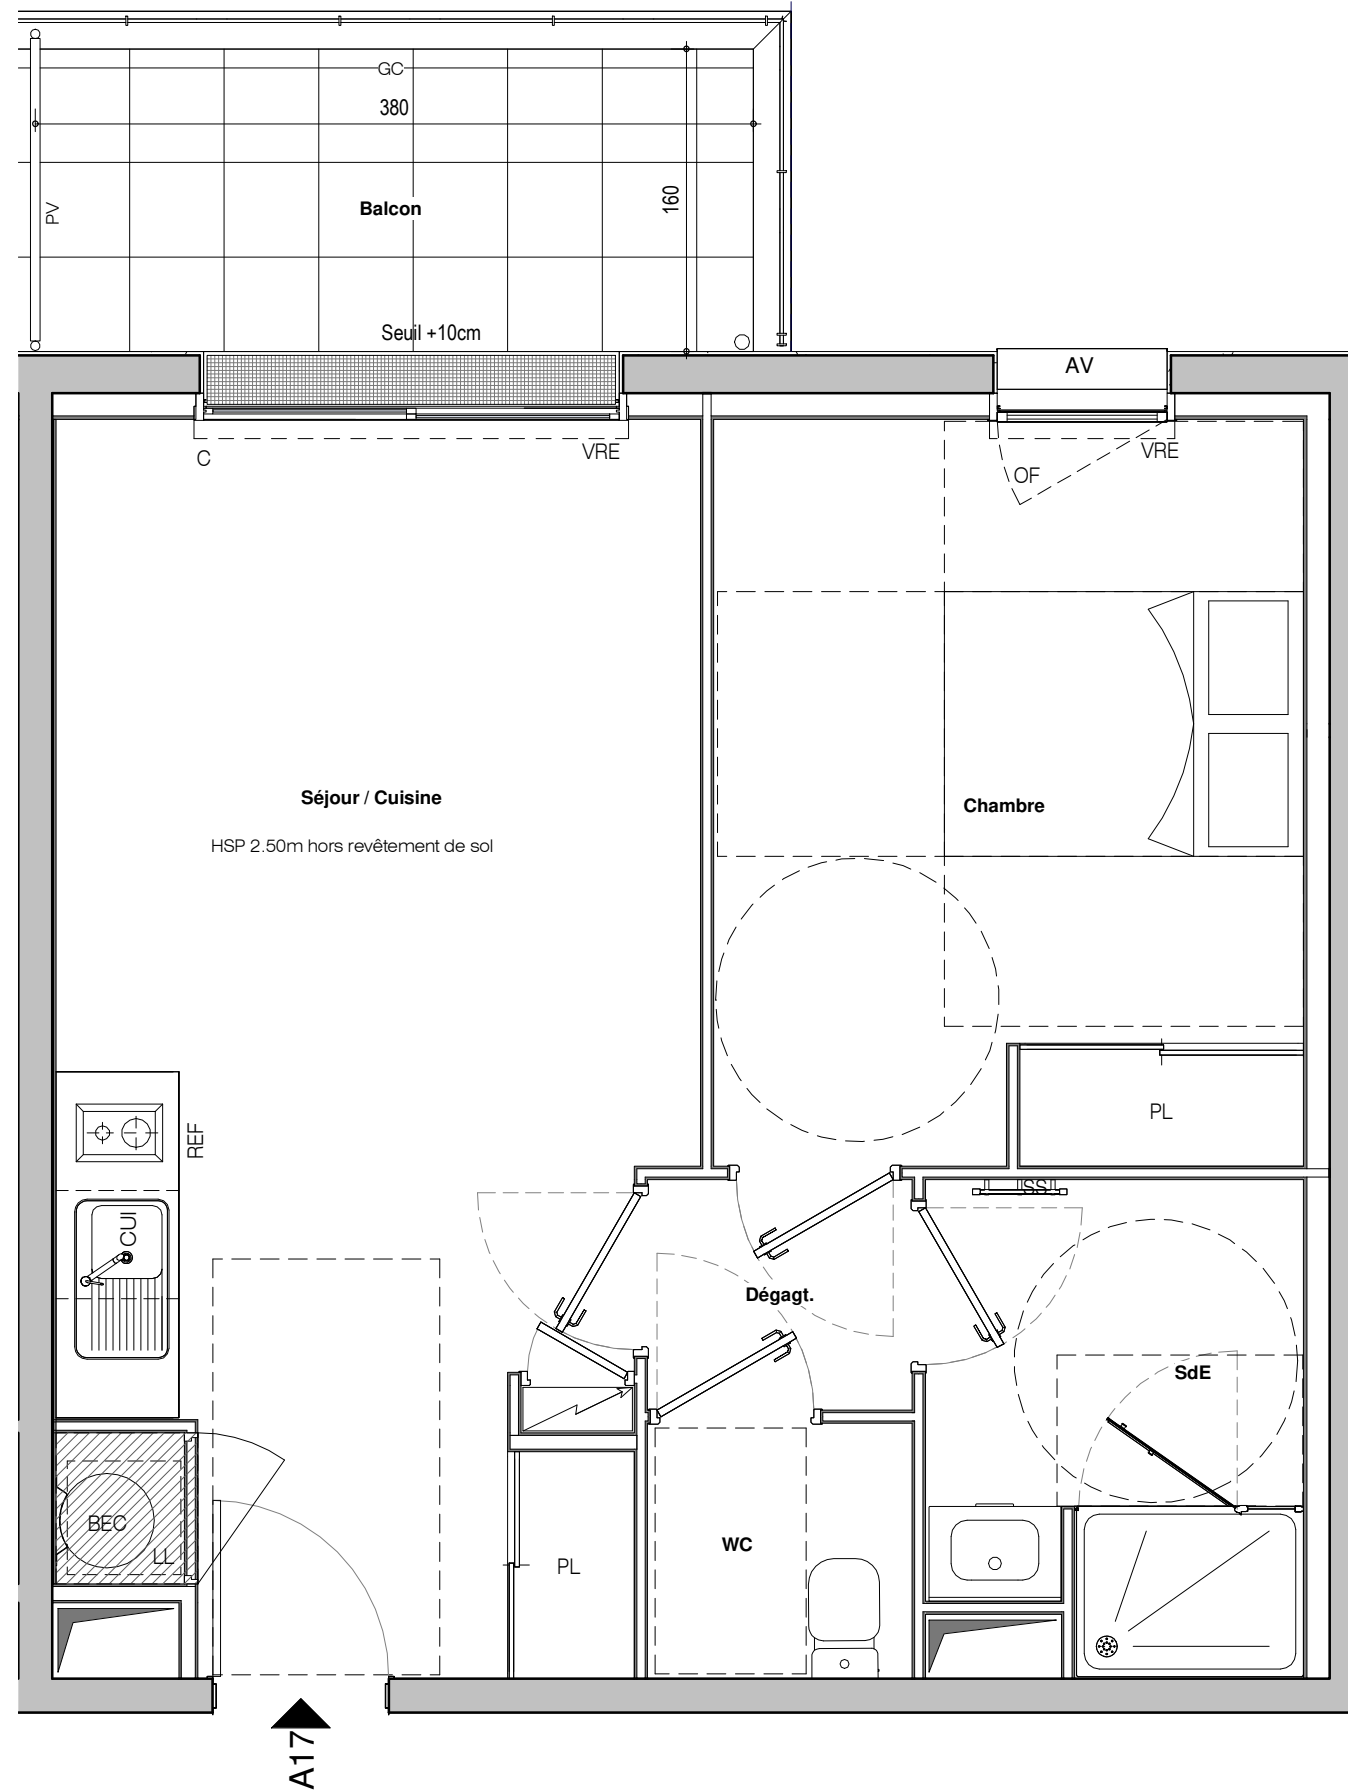 GC
380
PV
Balcon
160
Seuil +10cm
AV
C
VRE
VRE
OF
Séjour / Cuisine
HSP 2.50m hors revêtement de sol
Chambre
REF
PL
SS
CUI
Dégagt.
SdE
BEC
LL
WC
PL
A17